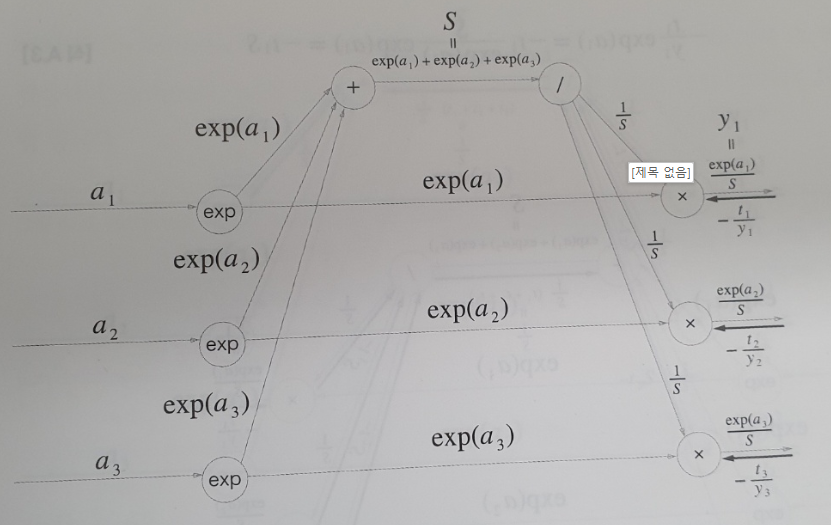 S
=
exp(a₁) + exp(a₂) + exp(a₃)
+
/
exp(a₁)
1/S
y₁
=
exp(a₁)/S
[제목 없음]
a₁
exp
exp(a₁)
×
− t₁/y₁
exp(a₂)
1/S
a₂
exp
exp(a₂)
×
exp(a₂)/S
− t₂/y₂
exp(a₃)
1/S
a₃
exp
exp(a₃)
×
exp(a₃)/S
− t₃/y₃